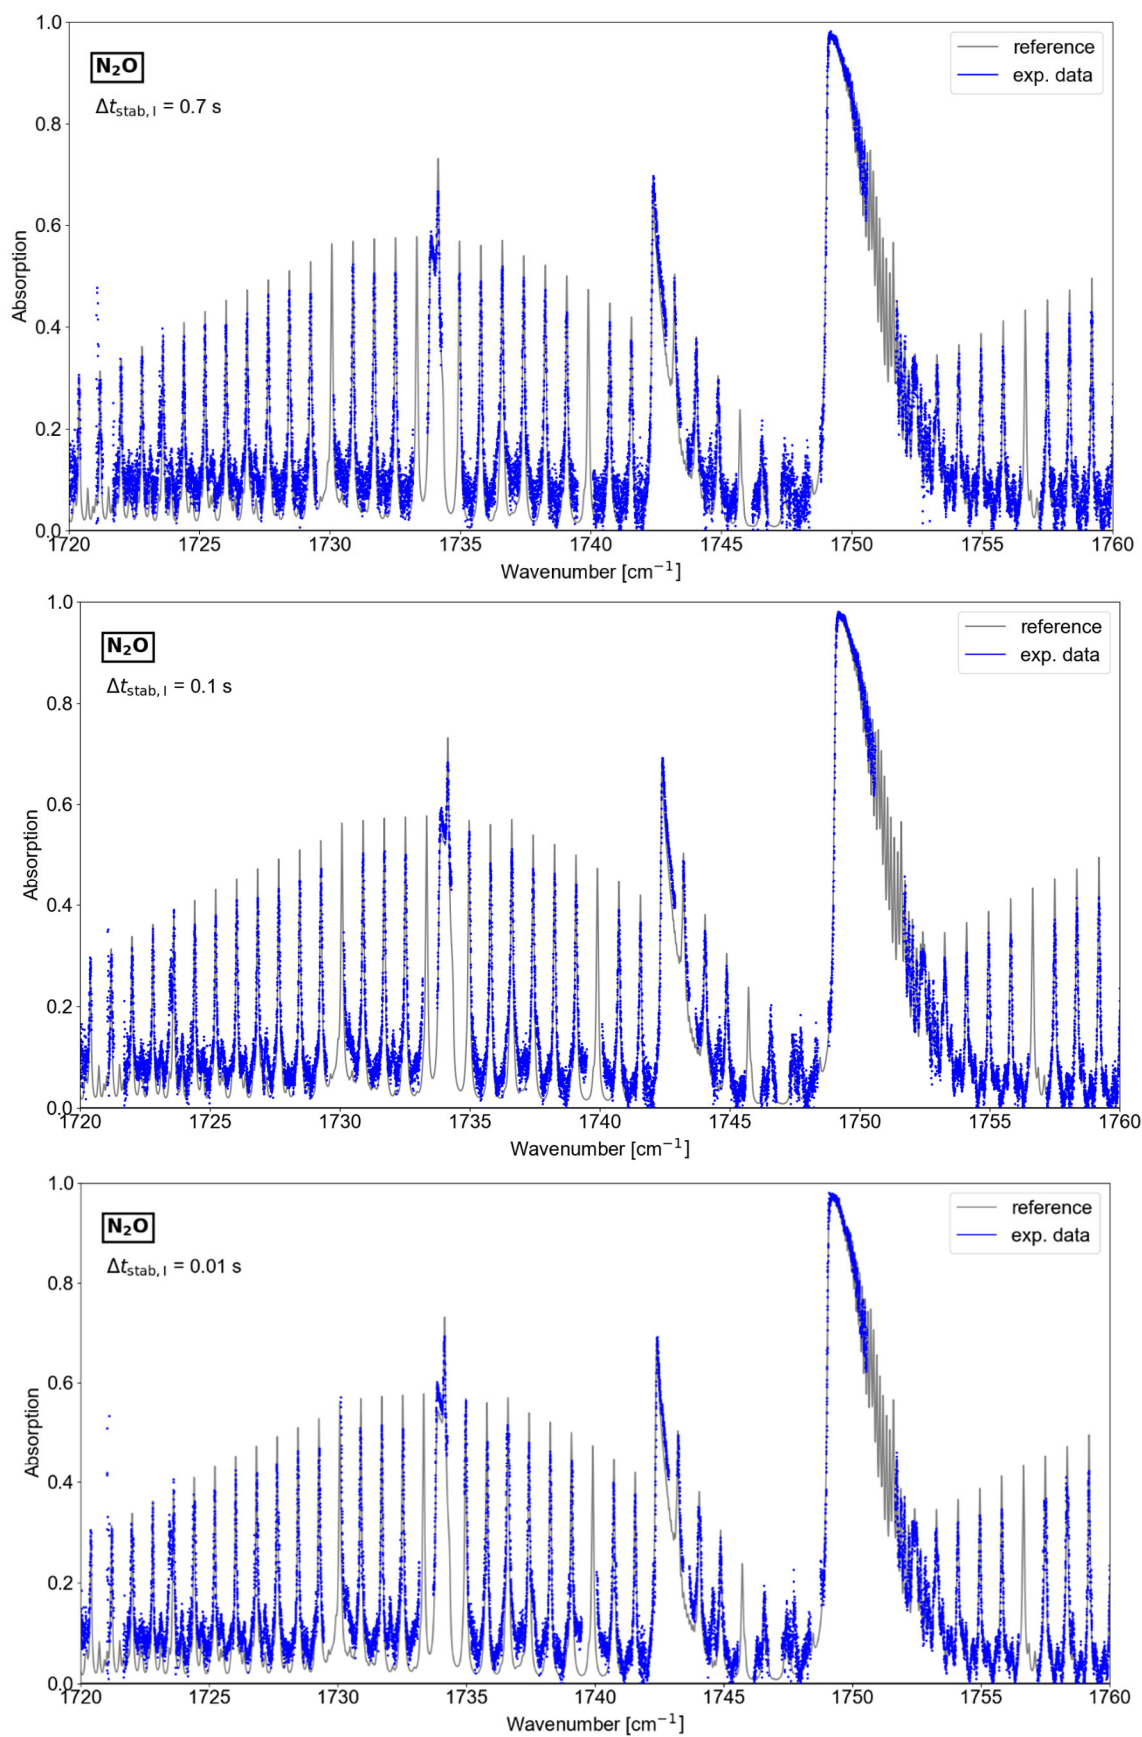 1.0
N₂O
Δt_stab, I = 0.7 s
reference
exp. data
0.8
0.6
0.4
0.2
0.0
Absorption
1720 1725 1730 1735 1740 1745 1750 1755 1760
Wavenumber [cm⁻¹]
1.0
N₂O
Δt_stab, I = 0.1 s
reference
exp. data
0.8
0.6
0.4
0.2
0.0
Absorption
1720 1725 1730 1735 1740 1745 1750 1755 1760
Wavenumber [cm⁻¹]
1.0
N₂O
Δt_stab, I = 0.01 s
reference
exp. data
0.8
0.6
0.4
0.2
0.0
Absorption
1720 1725 1730 1735 1740 1745 1750 1755 1760
Wavenumber [cm⁻¹]